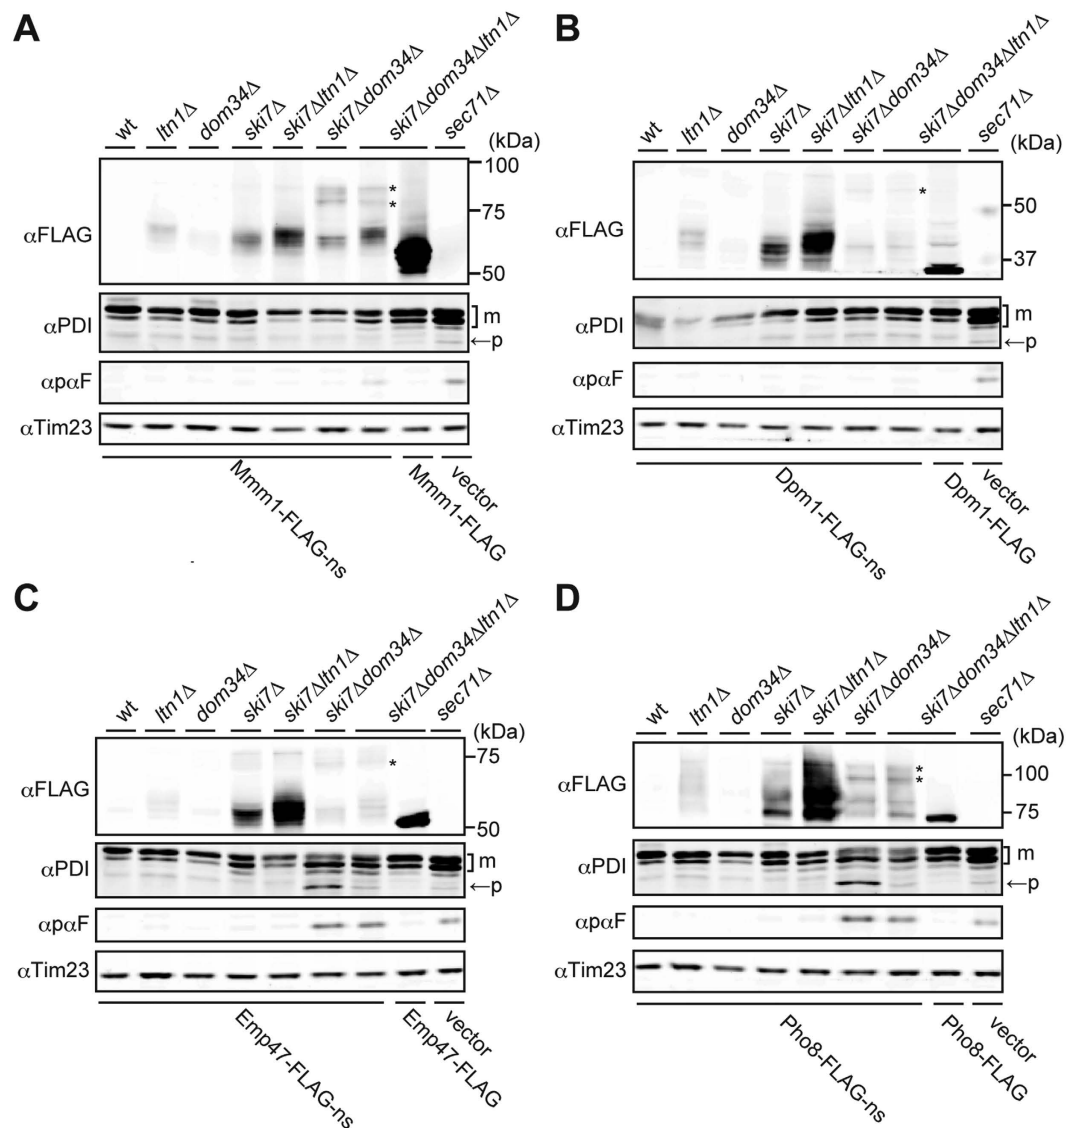 A
wt ltn1Δ dom34Δ ski7Δ ski7Δltn1Δ ski7Δdom34Δ ski7Δdom34Δltn1Δ sec71Δ
(kDa)
100
*
*
75
αFLAG
50
αPDI
m
←p
αpαF
αTim23
Mmm1-FLAG-ns Mmm1-FLAG vector
B
wt ltn1Δ dom34Δ ski7Δ ski7Δltn1Δ ski7Δdom34Δ ski7Δdom34Δltn1Δ sec71Δ
(kDa)
*
50
αFLAG
37
αPDI
m
←p
αpαF
αTim23
Dpm1-FLAG-ns Dpm1-FLAG vector
C
wt ltn1Δ dom34Δ ski7Δ ski7Δltn1Δ ski7Δdom34Δ ski7Δdom34Δltn1Δ sec71Δ
(kDa)
75
*
αFLAG
50
αPDI
m
←p
αpαF
αTim23
Emp47-FLAG-ns Emp47-FLAG vector
D
wt ltn1Δ dom34Δ ski7Δ ski7Δltn1Δ ski7Δdom34Δ ski7Δdom34Δltn1Δ sec71Δ
(kDa)
*
*
100
αFLAG
75
αPDI
m
←p
αpαF
αTim23
Pho8-FLAG-ns Pho8-FLAG vector